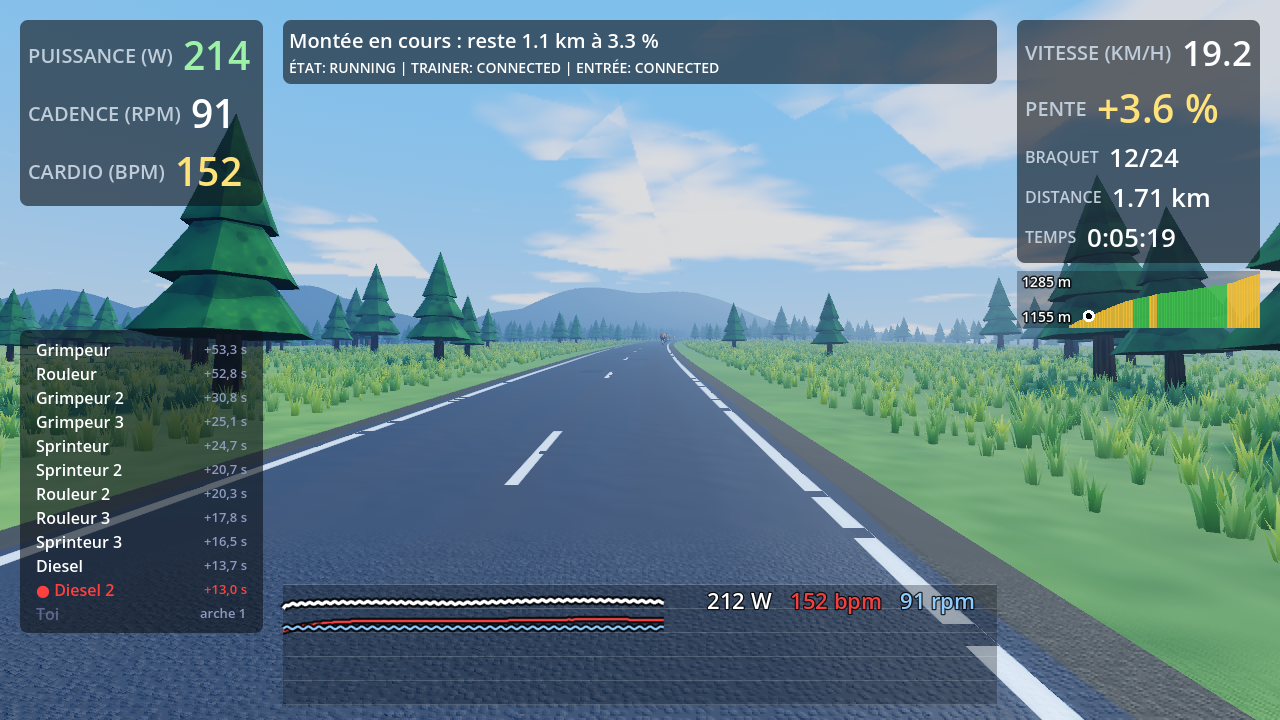 PUISSANCE (W) 214
CADENCE (RPM) 91
CARDIO (BPM) 152
Montée en cours : reste 1.1 km à 3.3 %
ÉTAT: RUNNING | TRAINER: CONNECTED | ENTRÉE: CONNECTED
VITESSE (KM/H) 19.2
PENTE +3.6 %
BRAQUET 12/24
DISTANCE 1.71 km
TEMPS 0:05:19
1285 m
1155 m
Grimpeur +53,3 s
Rouleur +52,8 s
Grimpeur 2 +30,8 s
Grimpeur 3 +25,1 s
Sprinteur +24,7 s
Sprinteur 2 +20,7 s
Rouleur 2 +20,3 s
Rouleur 3 +17,8 s
Sprinteur 3 +16,5 s
Diesel +13,7 s
Diesel 2 +13,0 s
Toi arche 1
212 W 152 bpm 91 rpm